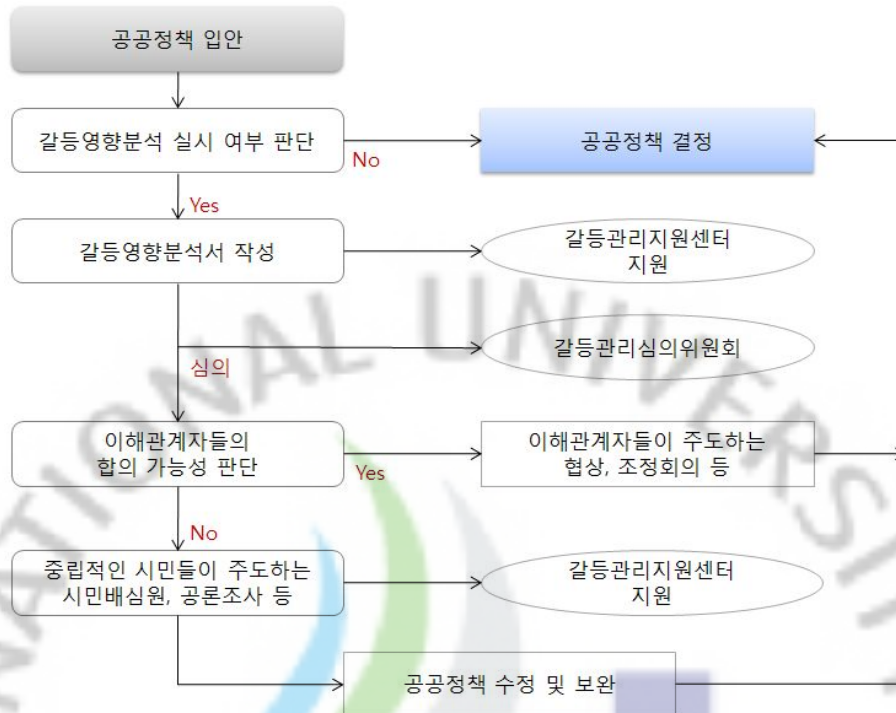 공공정책 입안
갈등영향분석 실시 여부 판단
No
공공정책 결정
Yes
갈등영향분석서 작성
갈등관리지원센터
지원
심의
갈등관리심의위원회
이해관계자들의
합의 가능성 판단
Yes
이해관계자들이 주도하는
협상, 조정회의 등
No
중립적인 시민들이 주도하는
시민배심원, 공론조사 등
갈등관리지원센터
지원
공공정책 수정 및 보완
NATIONAL UNIVERSIT